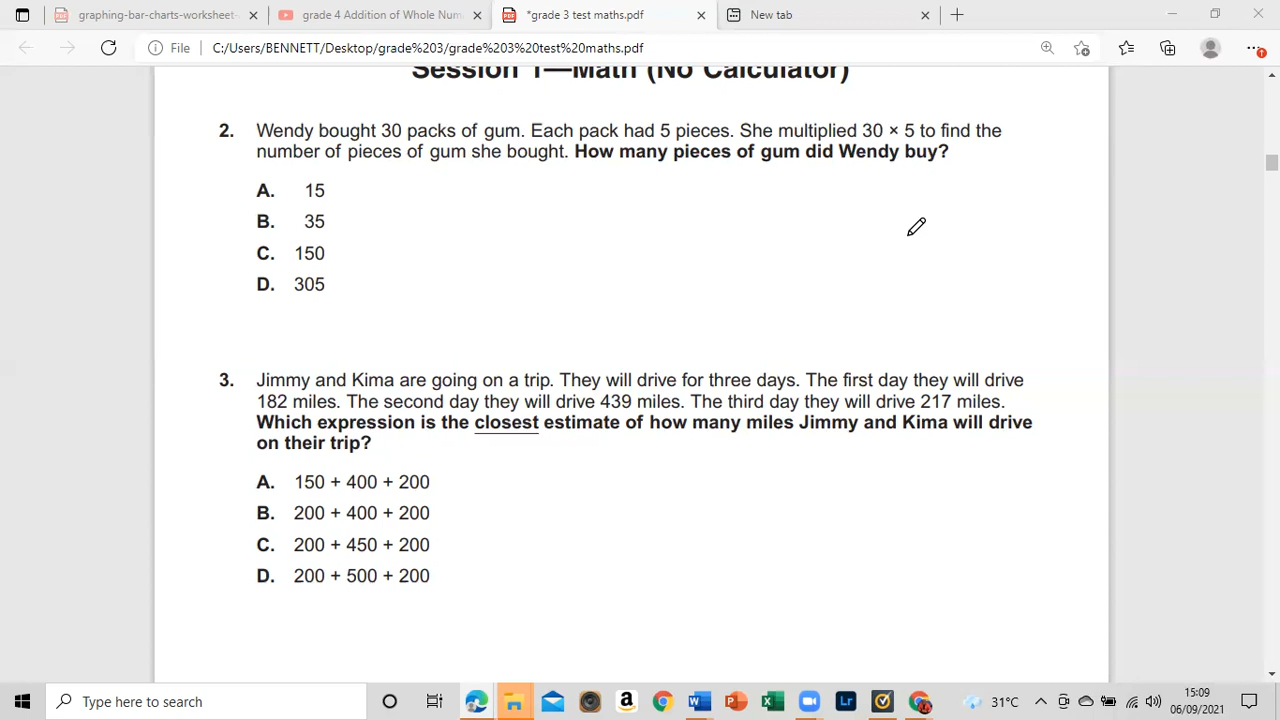 graphing-bar-charts-worksheet-
grade 4 Addition of Whole Num
*grade 3 test maths.pdf
New tab
File
C:/Users/BENNETT/Desktop/grade%203/grade%203%20test%20maths.pdf
Session 1—Math (No Calculator)
2. Wendy bought 30 packs of gum. Each pack had 5 pieces. She multiplied 30 × 5 to find the
number of pieces of gum she bought. How many pieces of gum did Wendy buy?
A. 15
B. 35
C. 150
D. 305
3. Jimmy and Kima are going on a trip. They will drive for three days. The first day they will drive
182 miles. The second day they will drive 439 miles. The third day they will drive 217 miles.
Which expression is the closest estimate of how many miles Jimmy and Kima will drive
on their trip?
A. 150 + 400 + 200
B. 200 + 400 + 200
C. 200 + 450 + 200
D. 200 + 500 + 200
Type here to search
31°C
15:09
06/09/2021